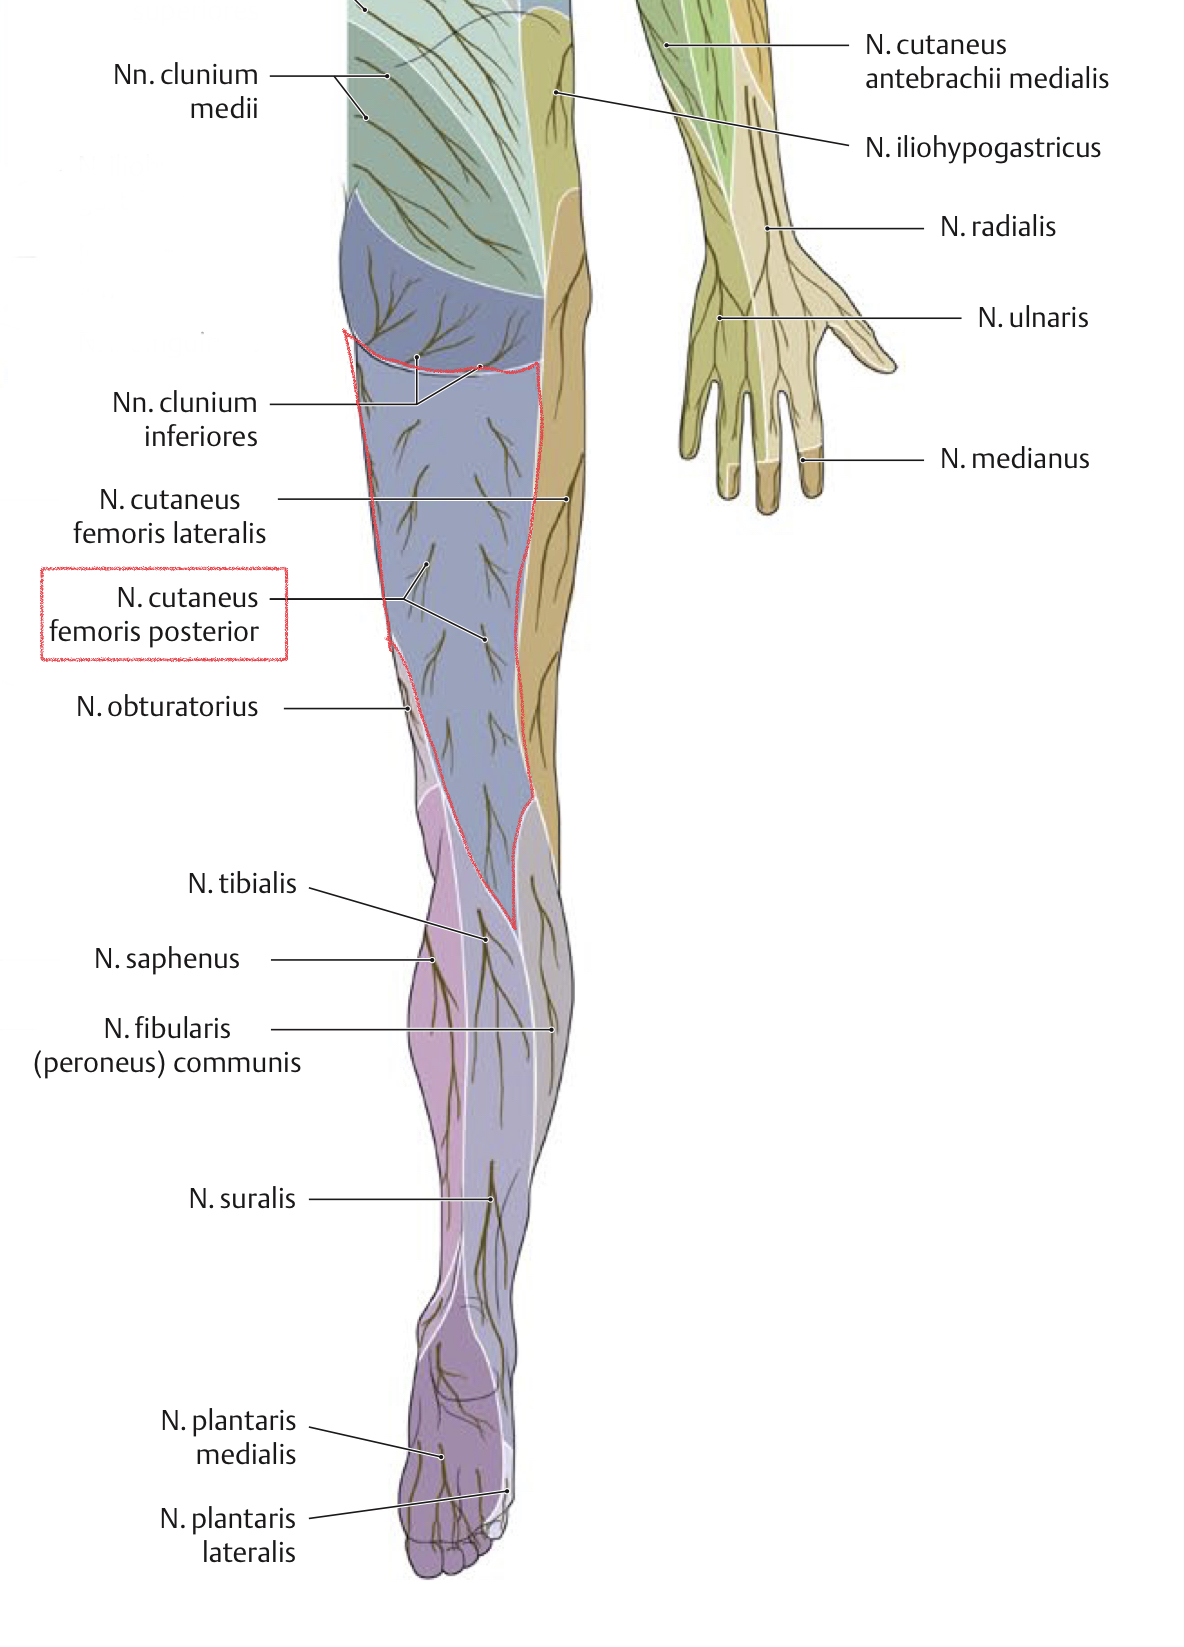 Nn. clunium
medii
Nn. clunium
inferiores
N. cutaneus
femoris lateralis
N. cutaneus
femoris posterior
N. obturatorius
N. tibialis
N. saphenus
N. fibularis
(peroneus) communis
N. suralis
N. plantaris
medialis
N. plantaris
lateralis
N. cutaneus
antebrachii medialis
N. iliohypogastricus
N. radialis
N. ulnaris
N. medianus